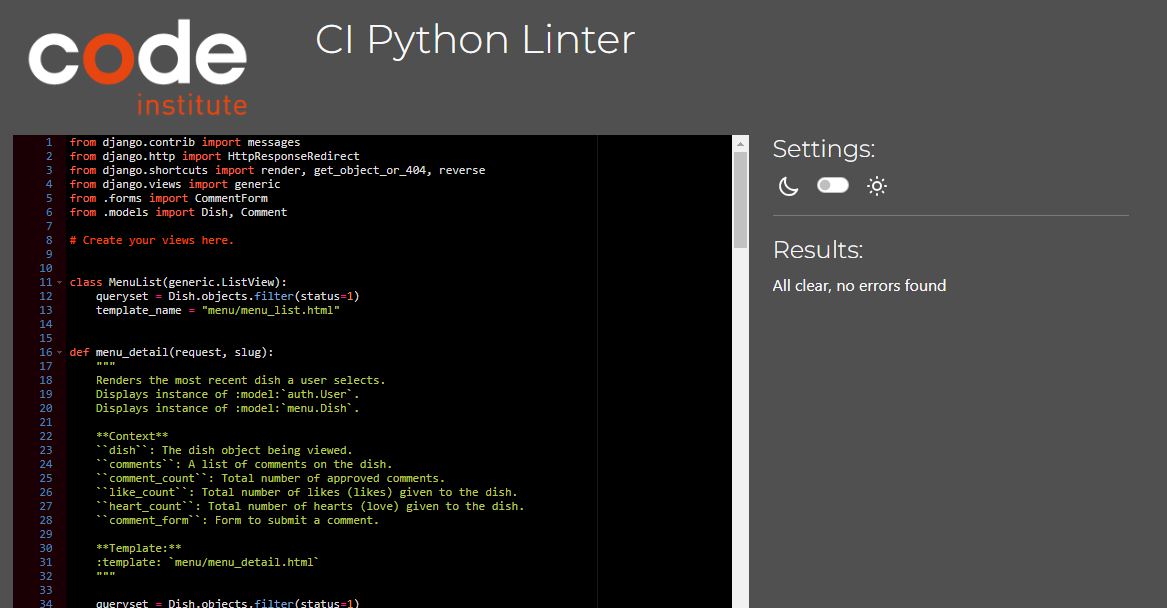 code
institute
CI Python Linter
1 from django.contrib import messages
2 from django.http import HttpResponseRedirect
3 from django.shortcuts import render, get_object_or_404, reverse
4 from django.views import generic
5 from .forms import CommentForm
6 from .models import Dish, Comment
7
8 # Create your views here.
9
10
11 class MenuList(generic.ListView):
12     queryset = Dish.objects.filter(status=1)
13     template_name = "menu/menu_list.html"
14
15
16 def menu_detail(request, slug):
17     """
18     Renders the most recent dish a user selects.
19     Displays instance of :model:`auth.User`.
20     Displays instance of :model:`menu.Dish`.
21
22     **Context**
23     ``dish``: The dish object being viewed.
24     ``comments``: A list of comments on the dish.
25     ``comment_count``: Total number of approved comments.
26     ``like_count``: Total number of likes (likes) given to the dish.
27     ``heart_count``: Total number of hearts (love) given to the dish.
28     ``comment_form``: Form to submit a comment.
29
30     **Template:**
31     :template: `menu/menu_detail.html`
32     """
33
34     queryset = Dish.objects.filter(status=1)
Settings:
Results:
All clear, no errors found